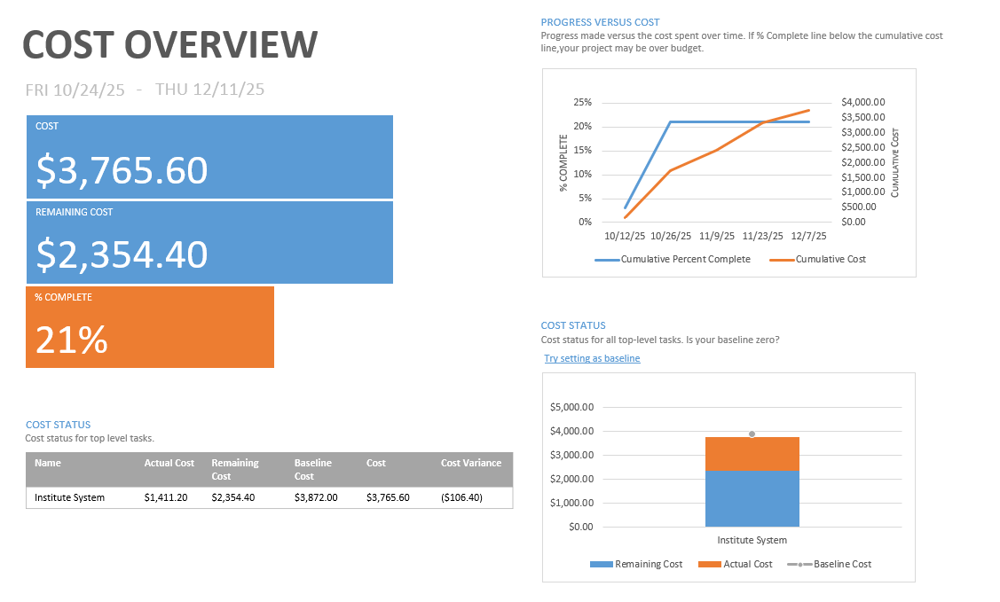 COST OVERVIEW
FRI 10/24/25 - THU 12/11/25
COST
$3,765.60
REMAINING COST
$2,354.40
% COMPLETE
21%
COST STATUS
Cost status for top level tasks.
Name Actual Cost Remaining Cost Baseline Cost Cost Cost Variance
Institute System $1,411.20 $2,354.40 $3,872.00 $3,765.60 ($106.40)
PROGRESS VERSUS COST
Progress made versus the cost spent over time. If % Complete line below the cumulative cost
line,your project may be over budget.
25%
20%
15%
10%
5%
0%
% COMPLETE
$4,000.00
$3,500.00
$3,000.00
$2,500.00
$2,000.00
$1,500.00
$1,000.00
$500.00
$0.00
CUMULATIVE COST
10/12/25 10/26/25 11/9/25 11/23/25 12/7/25
Cumulative Percent Complete Cumulative Cost
COST STATUS
Cost status for all top-level tasks. Is your baseline zero?
Try setting as baseline
$5,000.00
$4,000.00
$3,000.00
$2,000.00
$1,000.00
$0.00
Institute System
Remaining Cost Actual Cost Baseline Cost